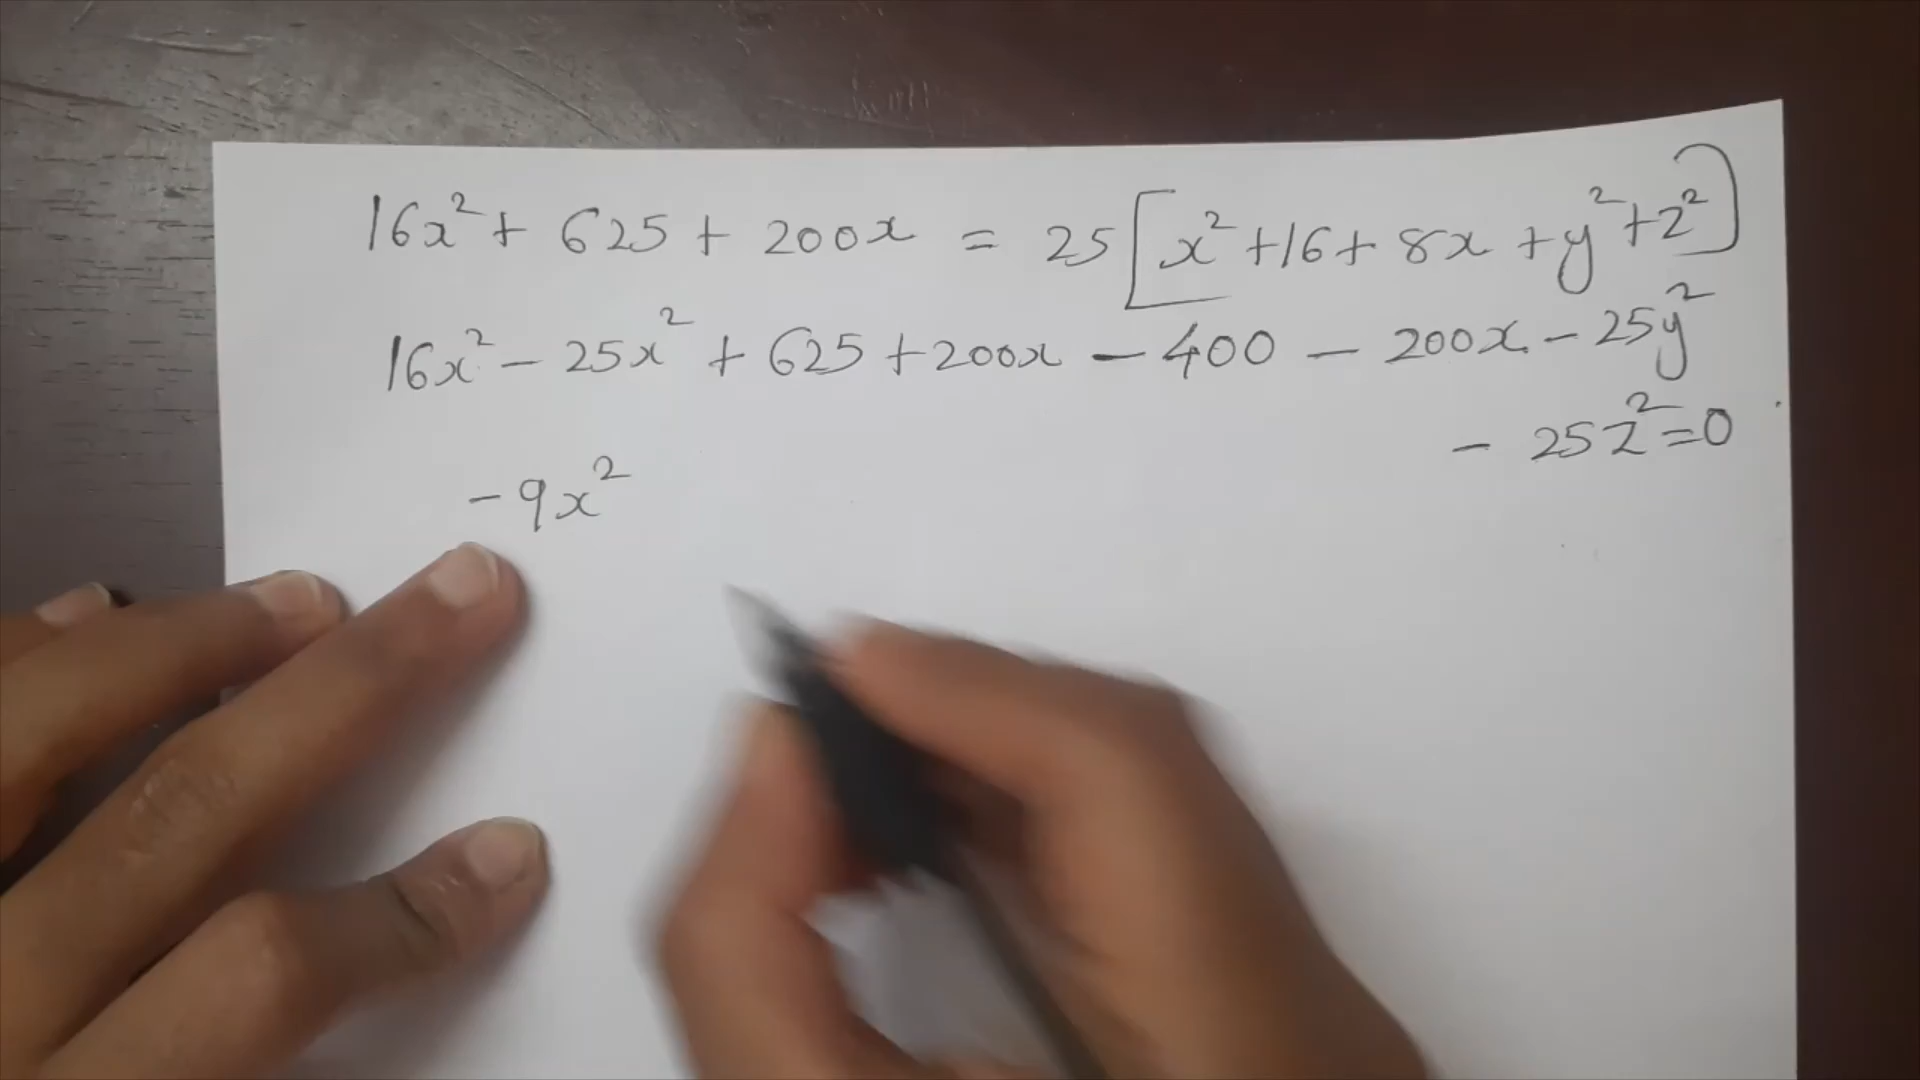 16x² + 625 + 200x = 25[x² + 16 + 8x + y² + z²]
16x² - 25x² + 625 + 200x - 400 - 200x - 25y²
- 25z² = 0
- 9x²